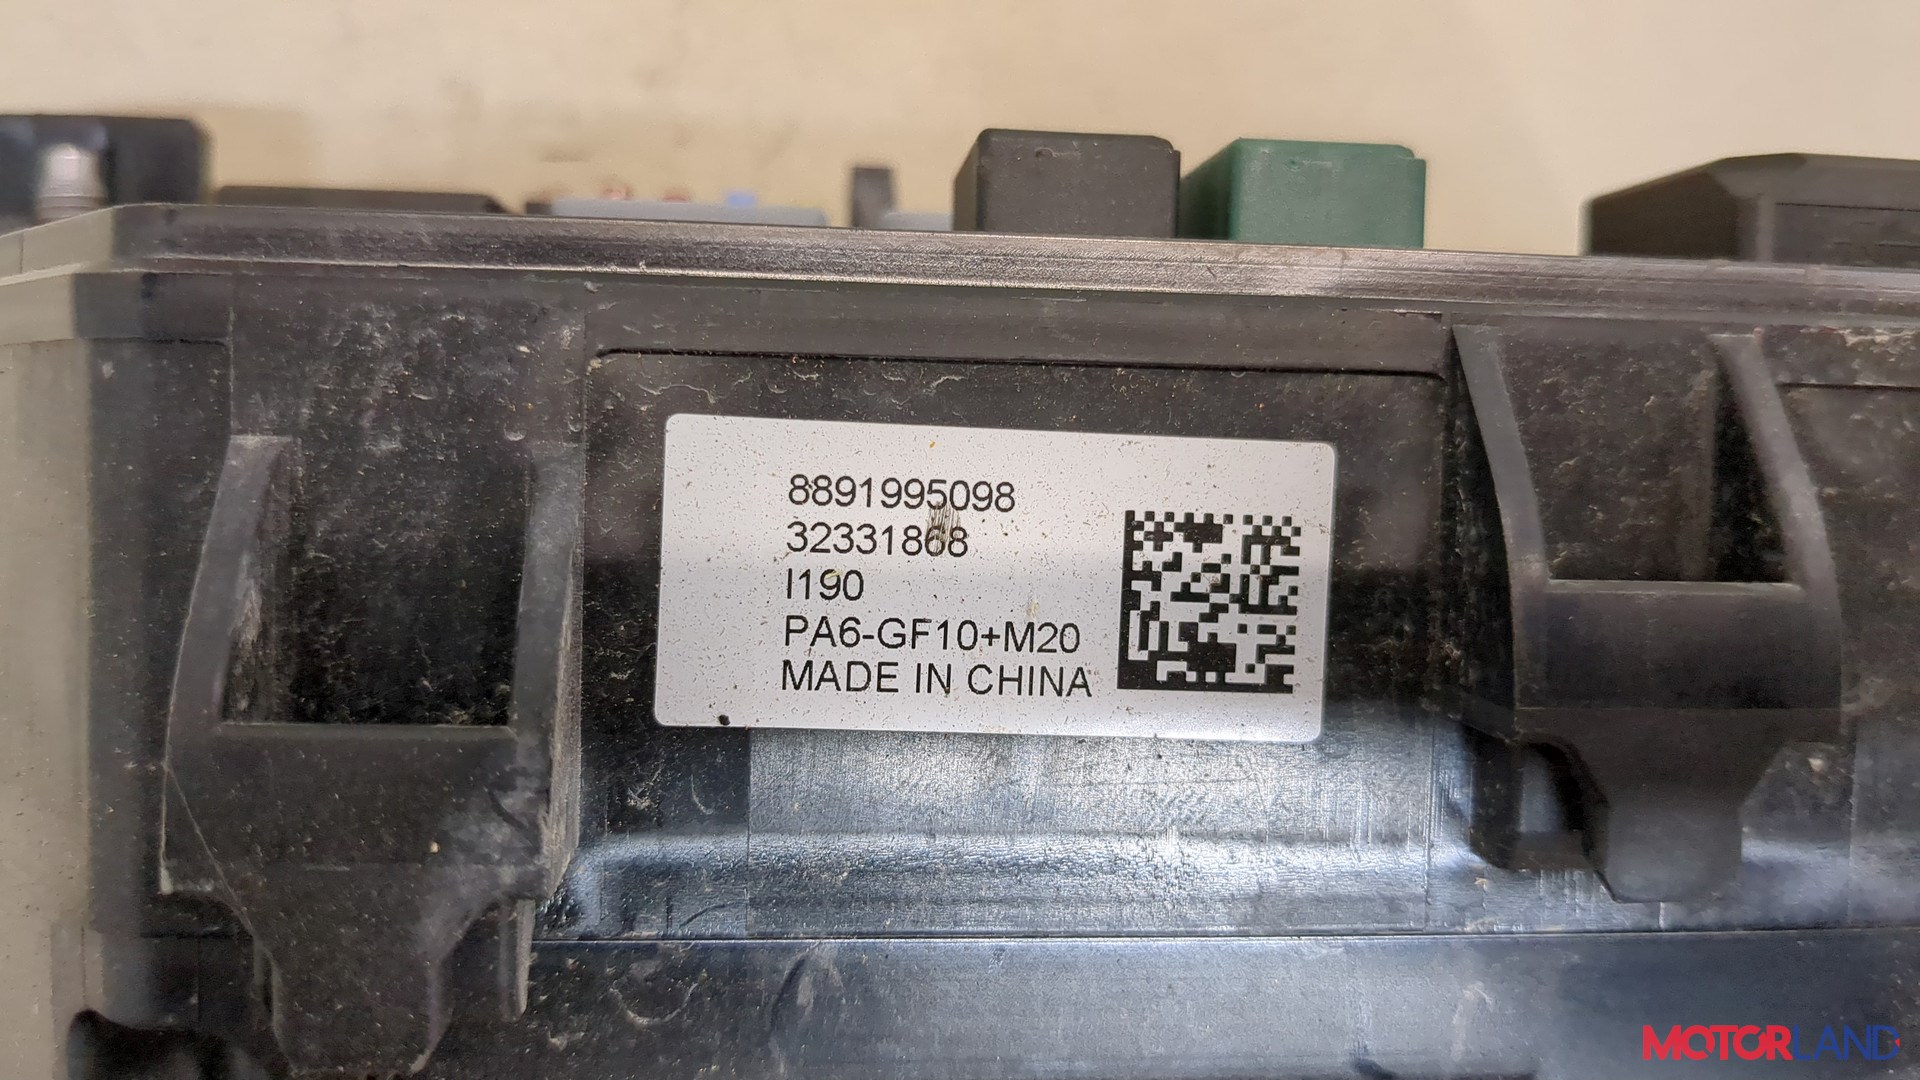 8891995098
32331868
I190
PA6-GF10+M20
MADE IN CHINA
MOTORLAND